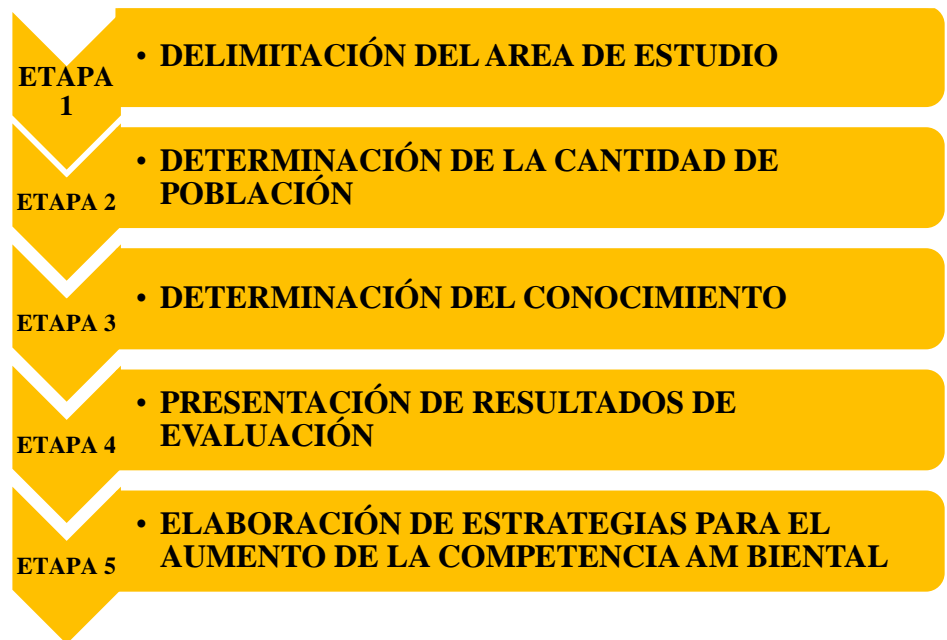 ETAPA
1
• DELIMITACIÓN DEL AREA DE ESTUDIO
ETAPA 2
• DETERMINACIÓN DE LA CANTIDAD DE
POBLACIÓN
ETAPA 3
• DETERMINACIÓN DEL CONOCIMIENTO
ETAPA 4
• PRESENTACIÓN DE RESULTADOS DE
EVALUACIÓN
ETAPA 5
• ELABORACIÓN DE ESTRATEGIAS PARA EL
AUMENTO DE LA COMPETENCIA AM BIENTAL